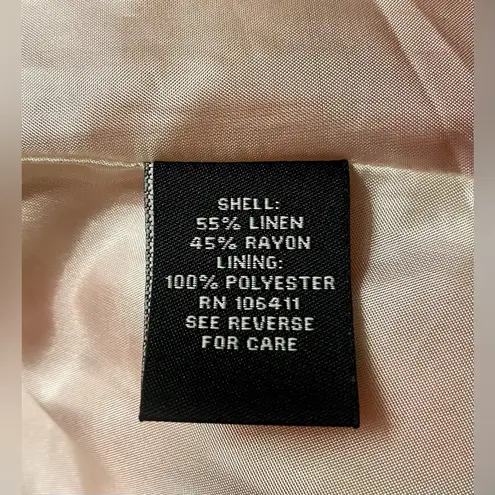 SHELL:
55% LINEN
45% RAYON
LINING:
100% POLYESTER
RN 106411
SEE REVERSE
FOR CARE